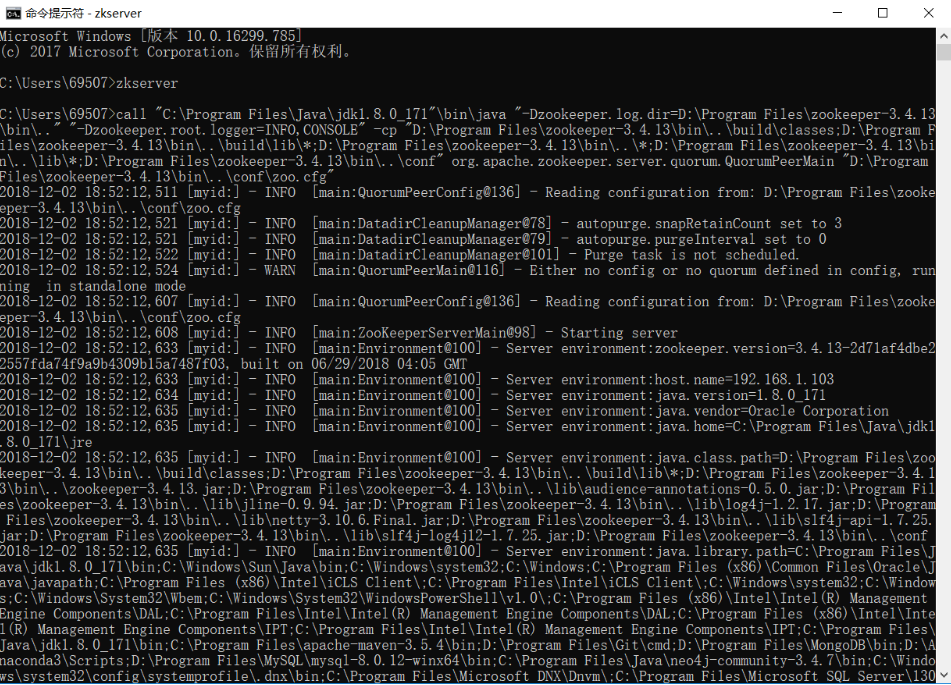 命令提示符 - zkserver
Microsoft Windows [版本 10.0.16299.785]
(c) 2017 Microsoft Corporation。保留所有权利。
C:\Users\69507>zkserver
C:\Users\69507>call "C:\Program Files\Java\jdk1.8.0_171"\bin\java "-Dzookeeper.log.dir=D:\Program Files\zookeeper-3.4.13
\bin\.." "-Dzookeeper.root.logger=INFO,CONSOLE" -cp "D:\Program Files\zookeeper-3.4.13\bin\..\build\classes;D:\Program F
iles\zookeeper-3.4.13\bin\..\build\lib\*;D:\Program Files\zookeeper-3.4.13\bin\..\*;D:\Program Files\zookeeper-3.4.13\bi
n\..\lib\*;D:\Program Files\zookeeper-3.4.13\bin\..\conf" org.apache.zookeeper.server.quorum.QuorumPeerMain "D:\Program
Files\zookeeper-3.4.13\bin\..\conf\zoo.cfg"
2018-12-02 18:52:12,511 [myid:] - INFO  [main:QuorumPeerConfig@136] - Reading configuration from: D:\Program Files\zooke
eper-3.4.13\bin\..\conf\zoo.cfg
2018-12-02 18:52:12,521 [myid:] - INFO  [main:DatadirCleanupManager@78] - autopurge.snapRetainCount set to 3
2018-12-02 18:52:12,521 [myid:] - INFO  [main:DatadirCleanupManager@79] - autopurge.purgeInterval set to 0
2018-12-02 18:52:12,522 [myid:] - INFO  [main:DatadirCleanupManager@101] - Purge task is not scheduled.
2018-12-02 18:52:12,524 [myid:] - WARN  [main:QuorumPeerMain@116] - Either no config or no quorum defined in config, run
ning  in standalone mode
2018-12-02 18:52:12,607 [myid:] - INFO  [main:QuorumPeerConfig@136] - Reading configuration from: D:\Program Files\zooke
eper-3.4.13\bin\..\conf\zoo.cfg
2018-12-02 18:52:12,608 [myid:] - INFO  [main:ZooKeeperServerMain@98] - Starting server
2018-12-02 18:52:12,633 [myid:] - INFO  [main:Environment@100] - Server environment:zookeeper.version=3.4.13-2d71af4dbe2
2557fda74f9a9b4309b15a7487f03, built on 06/29/2018 04:05 GMT
2018-12-02 18:52:12,633 [myid:] - INFO  [main:Environment@100] - Server environment:host.name=192.168.1.103
2018-12-02 18:52:12,634 [myid:] - INFO  [main:Environment@100] - Server environment:java.version=1.8.0_171
2018-12-02 18:52:12,635 [myid:] - INFO  [main:Environment@100] - Server environment:java.vendor=Oracle Corporation
2018-12-02 18:52:12,635 [myid:] - INFO  [main:Environment@100] - Server environment:java.home=C:\Program Files\Java\jdk1
.8.0_171\jre
2018-12-02 18:52:12,635 [myid:] - INFO  [main:Environment@100] - Server environment:java.class.path=D:\Program Files\zoo
keeper-3.4.13\bin\..\build\classes;D:\Program Files\zookeeper-3.4.13\bin\..\build\lib\*;D:\Program Files\zookeeper-3.4.1
3\bin\..\zookeeper-3.4.13.jar;D:\Program Files\zookeeper-3.4.13\bin\..\lib\audience-annotations-0.5.0.jar;D:\Program Fil
es\zookeeper-3.4.13\bin\..\lib\jline-0.9.94.jar;D:\Program Files\zookeeper-3.4.13\bin\..\lib\log4j-1.2.17.jar;D:\Program
 Files\zookeeper-3.4.13\bin\..\lib\netty-3.10.6.Final.jar;D:\Program Files\zookeeper-3.4.13\bin\..\lib\slf4j-api-1.7.25.
jar;D:\Program Files\zookeeper-3.4.13\bin\..\lib\slf4j-log4j12-1.7.25.jar;D:\Program Files\zookeeper-3.4.13\bin\..\conf
2018-12-02 18:52:12,635 [myid:] - INFO  [main:Environment@100] - Server environment:java.library.path=C:\Program Files\J
ava\jdk1.8.0_171\bin;C:\Windows\Sun\Java\bin;C:\Windows\system32;C:\Windows;C:\Program Files (x86)\Common Files\Oracle\J
ava\javapath;C:\Program Files (x86)\Intel\iCLS Client\;C:\Program Files\Intel\iCLS Client\;C:\Windows\system32;C:\Window
s;C:\Windows\System32\Wbem;C:\Windows\System32\WindowsPowerShell\v1.0\;C:\Program Files (x86)\Intel\Intel(R) Management
Engine Components\DAL;C:\Program Files\Intel\Intel(R) Management Engine Components\DAL;C:\Program Files (x86)\Intel\Inte
l(R) Management Engine Components\IPT;C:\Program Files\Intel\Intel(R) Management Engine Components\IPT;C:\Program Files\
Java\jdk1.8.0_171\bin;C:\Program Files\apache-maven-3.5.4\bin;D:\Program Files\Git\cmd;D:\Program Files\MongoDB\bin;D:\A
naconda3\Scripts;D:\Program Files\MySQL\mysql-8.0.12-winx64\bin;C:\Program Files\Java\neo4j-community-3.4.7\bin;C:\Windo
ws\system32\config\systemprofile\.dnx\bin;C:\Program Files\Microsoft DNX\Dnvm\;C:\Program Files\Microsoft SQL Server\130